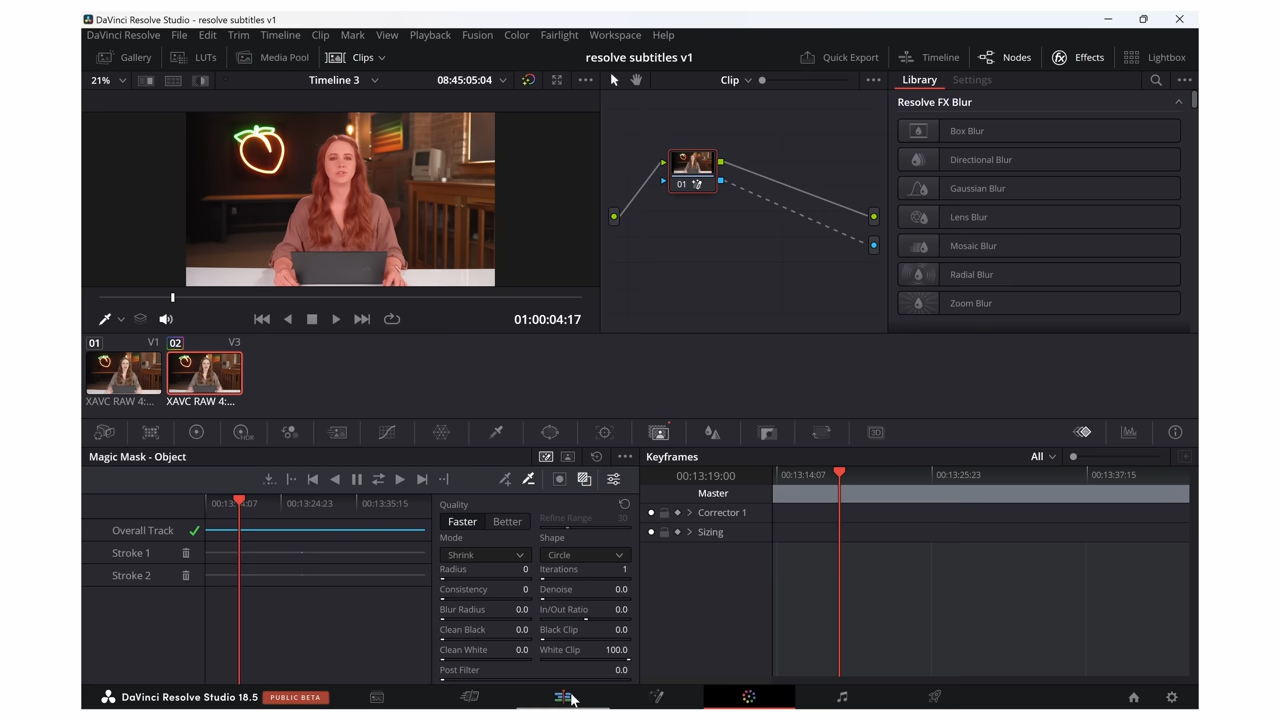 DaVinci Resolve Studio - resolve subtitles v1
DaVinci Resolve File Edit Trim Timeline Clip Mark View Playback Fusion Color Fairlight Workspace Help
Gallery LUTs Media Pool Clips resolve subtitles v1 Quick Export Timeline Nodes Effects Lightbox
21% Timeline 3 08:45:05:04 Clip Library Settings
Resolve FX Blur
Box Blur
Directional Blur
Gaussian Blur
Lens Blur
Mosaic Blur
Radial Blur
Zoom Blur
01
01:00:04:17
01 V1 02 V3
XAVC RAW 4:... XAVC RAW 4:...
HDR 3D
Magic Mask - Object
Keyframes All
00:13:14:07 00:13:24:23 00:13:35:15
Overall Track
Stroke 1
Stroke 2
Quality
Faster Better Refine Range 30
Mode Shape
Shrink Circle
Radius 0 Iterations 1
Consistency 0 Denoise 0.0
Blur Radius 0.0 In/Out Ratio 0.0
Clean Black 0.0 Black Clip 0.0
Clean White 0.0 White Clip 100.0
Post Filter 0.0
00:13:19:00 00:13:14:07 00:13:25:23 00:13:37:15
Master
Corrector 1
Sizing
DaVinci Resolve Studio 18.5 PUBLIC BETA